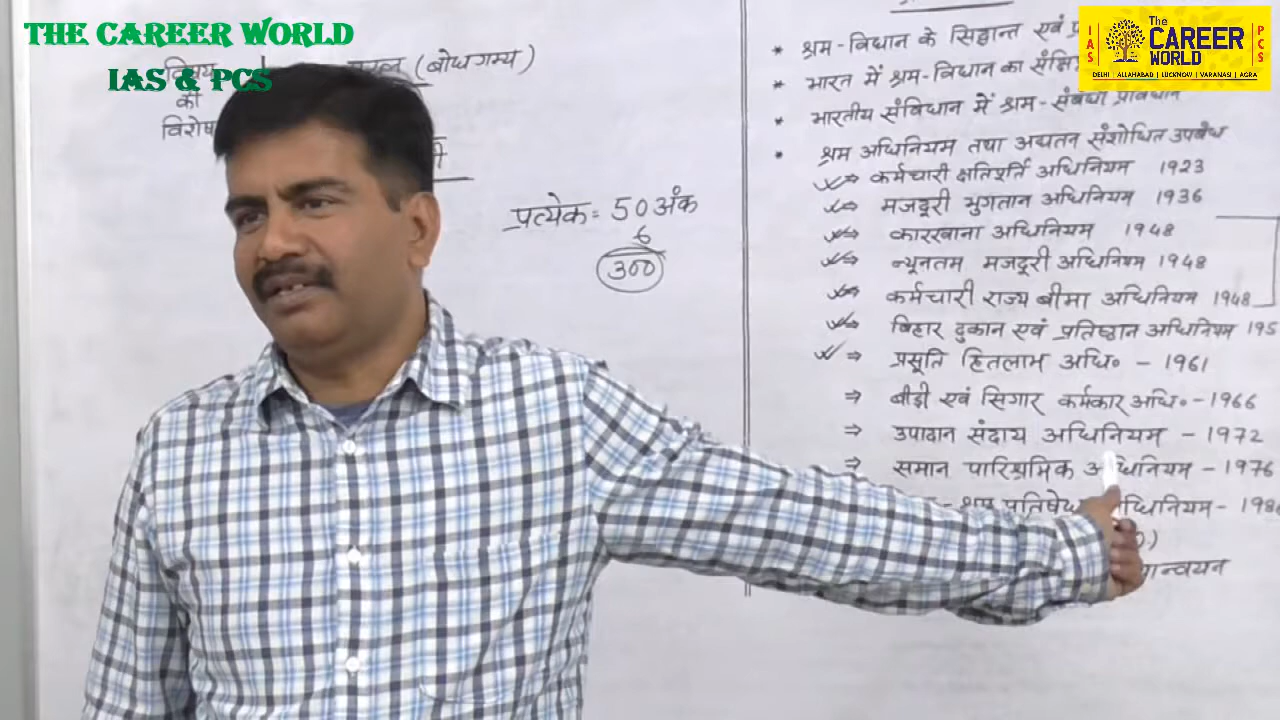 THE CAREER WORLD
IAS & PCS
विषय
की
विशेष
सरल (बोधगम्य)
प्रत्येक = 50 अंक
6
300
* श्रम-विधान के सिद्धान्त एवं
* भारत में श्रम-विधान का
* भारतीय संविधान में श्रम-संबंधी प्रावधान
* श्रम अधिनियम तथा अद्यतन संशोधित उपबंध
⇒ कर्मचारी क्षतिपूर्ति अधिनियम 1923
⇒ मजदूरी भुगतान अधिनियम 1936
⇒ कारखाना अधिनियम 1948
⇒ न्यूनतम मजदूरी अधिनियम 1948
⇒ कर्मचारी राज्य बीमा अधिनियम 1948
⇒ बिहार दुकान एवं प्रतिष्ठान अधिनियम 195
⇒ प्रसूति हितलाभ अधि० - 1961
⇒ बीड़ी एवं सिगार कर्मकार अधि० - 1966
⇒ उपादान संदाय अधिनियम - 1972
⇒ समान पारिश्रमिक अधिनियम - 1976
- श्रम प्रतिषेध अधिनियम - 198
IAS
The
CAREER
WORLD
PCS
DELHI | ALLAHABAD | LUCKNOW | VARANASI | AGRA